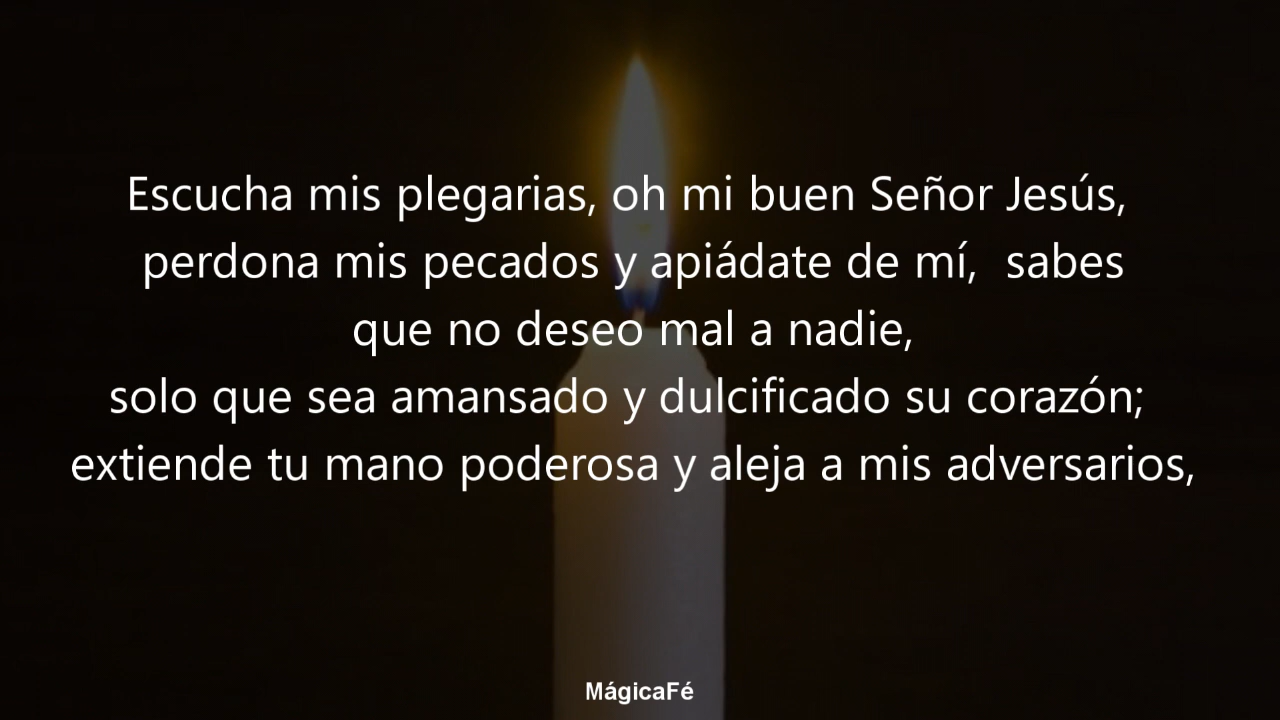 Escucha mis plegarias, oh mi buen Señor Jesús,
perdona mis pecados y apiádate de mí,  sabes
que no deseo mal a nadie,
solo que sea amansado y dulcificado su corazón;
extiende tu mano poderosa y aleja a mis adversarios,
MágicaFé